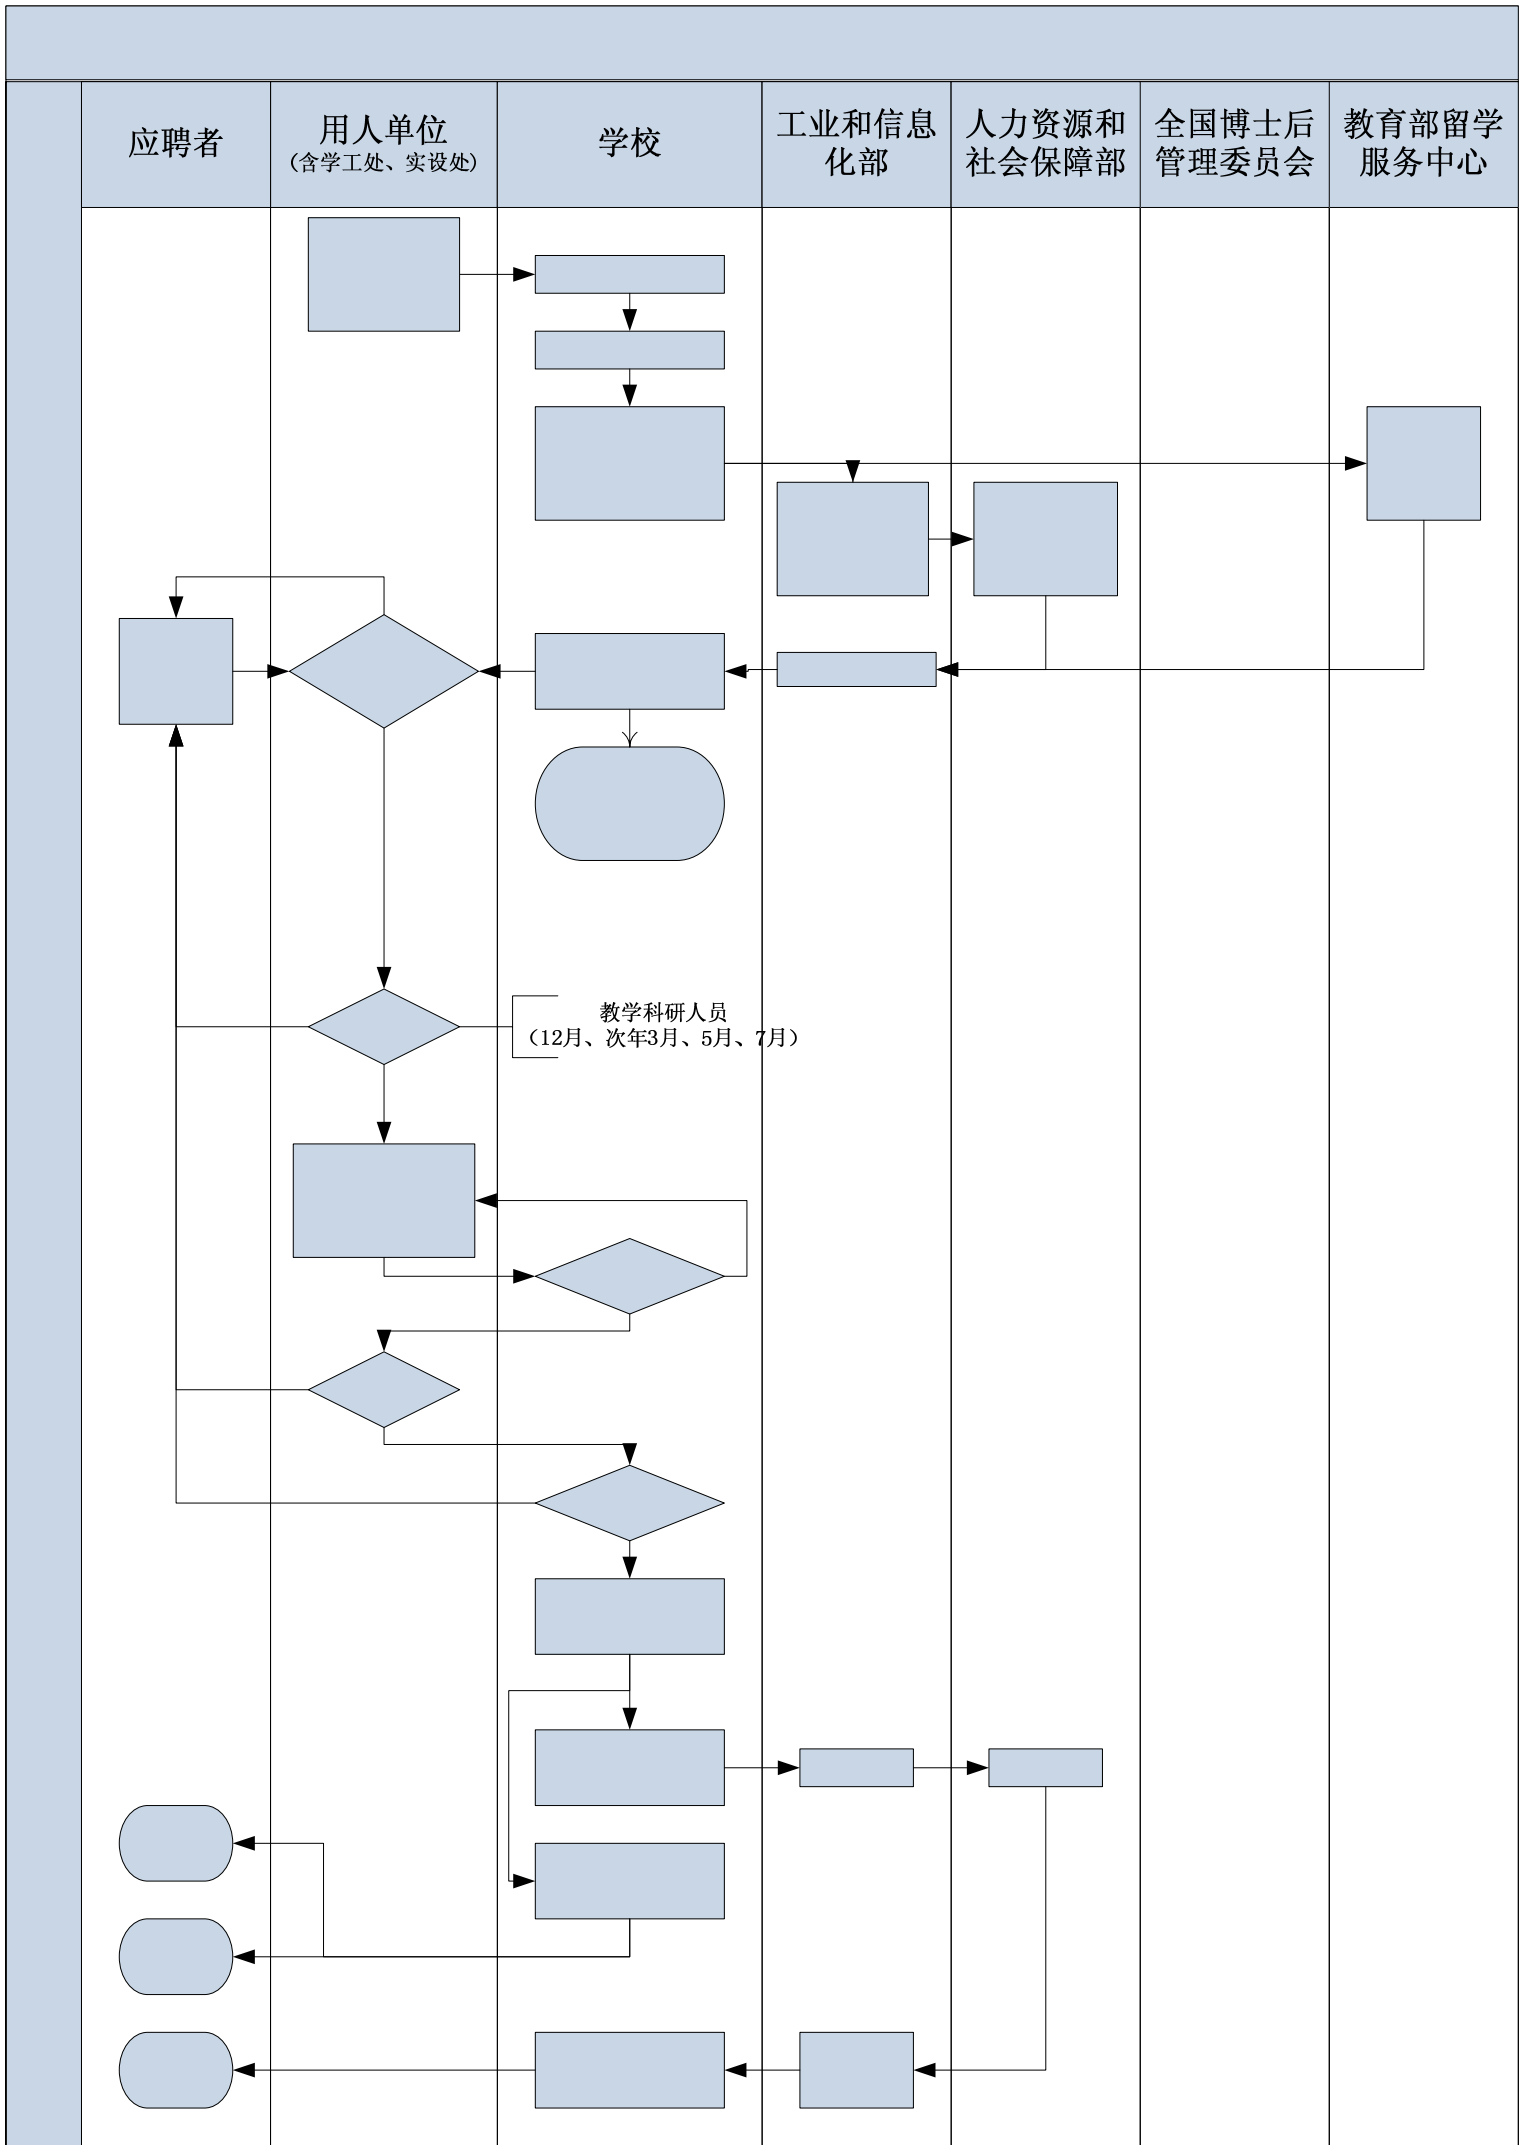 应聘者
用人单位
（含学工处、实设处）
学校
工业和信息
化部
人力资源和
社会保障部
全国博士后
管理委员会
教育部留学
服务中心
教学科研人员
（12月、次年3月、5月、7月）